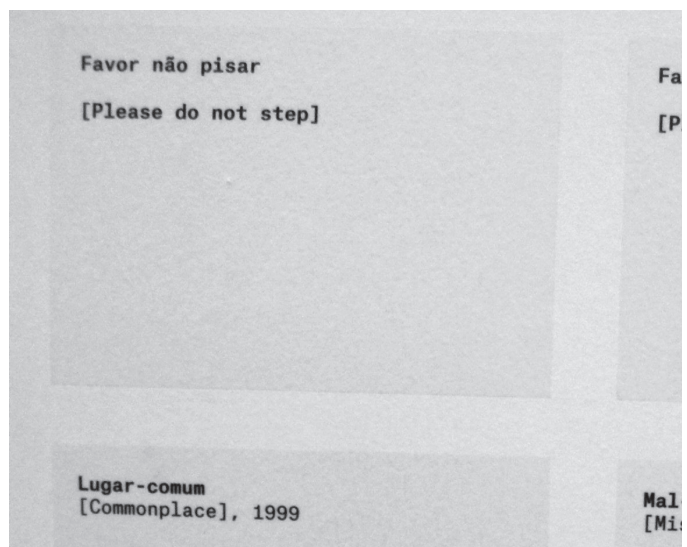 Favor não pisar
[Please do not step]
Lugar-comum
[Commonplace], 1999